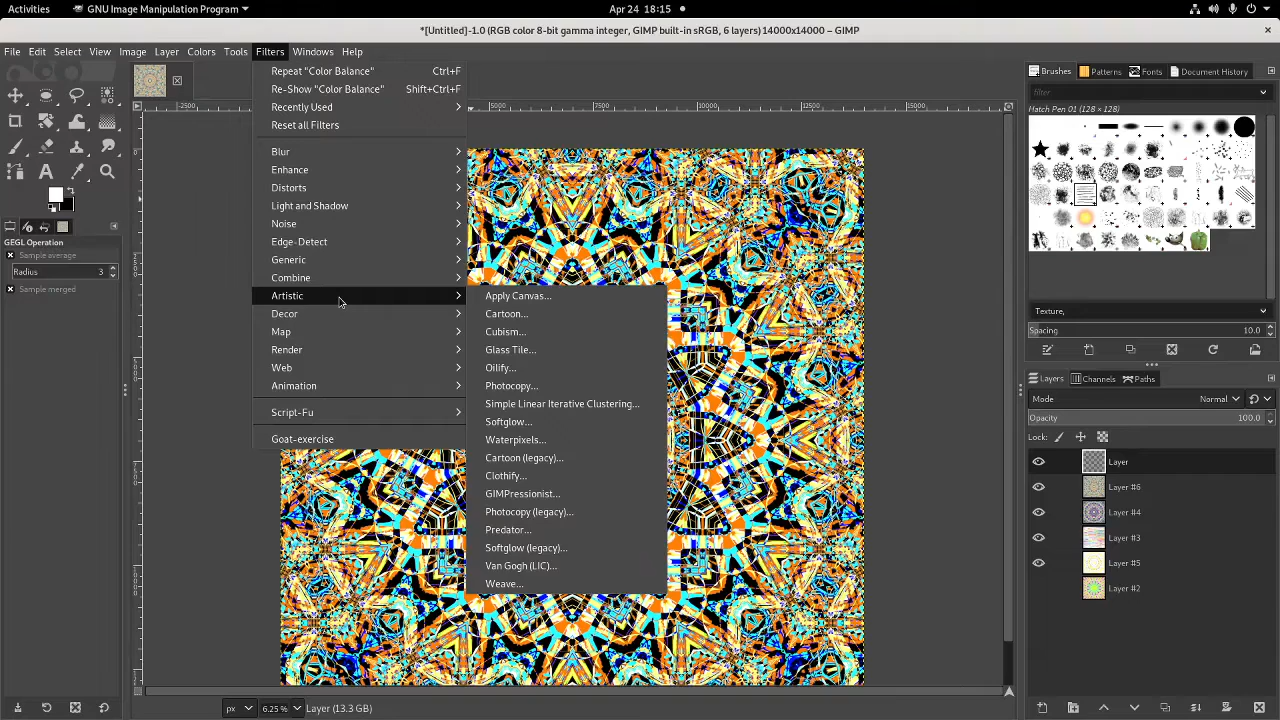 Activities
GNU Image Manipulation Program
Apr 24 18:15
*[Untitled]-1.0 (RGB color 8-bit gamma integer, GIMP built-in sRGB, 6 layers) 14000x14000 – GIMP
File Edit Select View Image Layer Colors Tools Filters Windows Help
Repeat "Color Balance" Ctrl+F
Re-Show "Color Balance" Shift+Ctrl+F
Recently Used
Reset all Filters
Blur
Enhance
Distorts
Light and Shadow
Noise
Edge-Detect
Generic
Combine
Artistic
Decor
Map
Render
Web
Animation
Script-Fu
Goat-exercise
Apply Canvas...
Cartoon...
Cubism...
Glass Tile...
Oilify...
Photocopy...
Simple Linear Iterative Clustering...
Softglow...
Waterpixels...
Cartoon (legacy)...
Clothify...
GIMPressionist...
Photocopy (legacy)...
Predator...
Softglow (legacy)...
Van Gogh (LIC)...
Weave...
GEGL Operation
Sample average
Radius 3
Sample merged
-2500
5000
7500
10000
12500
15000
Brushes Patterns Fonts Document History
filter
Hatch Pen 01 (128 × 128)
Texture,
Spacing 10.0
Layers Channels Paths
Mode Normal
Opacity 100.0
Lock:
Layer
Layer #6
Layer #4
Layer #3
Layer #5
Layer #2
px 6.25 % Layer (13.3 GB)